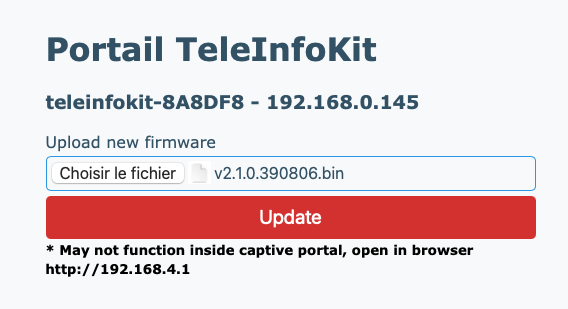 Portail TeleInfoKit
teleinfokit-8A8DF8 - 192.168.0.145
Upload new firmware
Choisir le fichier v2.1.0.390806.bin
Update
* May not function inside captive portal, open in browser
http://192.168.4.1